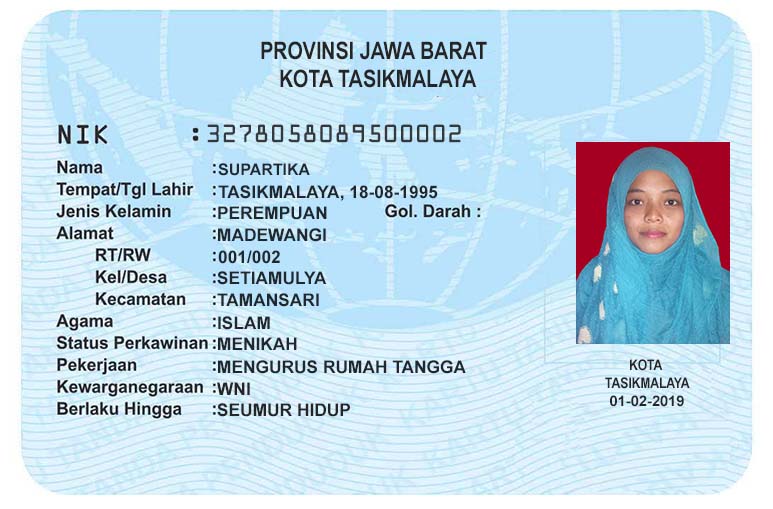 PROVINSI JAWA BARAT
KOTA TASIKMALAYA
NIK : 3278058089500002
Nama :SUPARTIKA
Tempat/Tgl Lahir :TASIKMALAYA, 18-08-1995
Jenis Kelamin :PEREMPUAN Gol. Darah :
Alamat :MADEWANGI
RT/RW :001/002
Kel/Desa :SETIAMULYA
Kecamatan :TAMANSARI
Agama :ISLAM
Status Perkawinan :MENIKAH
Pekerjaan :MENGURUS RUMAH TANGGA
Kewarganegaraan :WNI
Berlaku Hingga :SEUMUR HIDUP
KOTA
TASIKMALAYA
01-02-2019